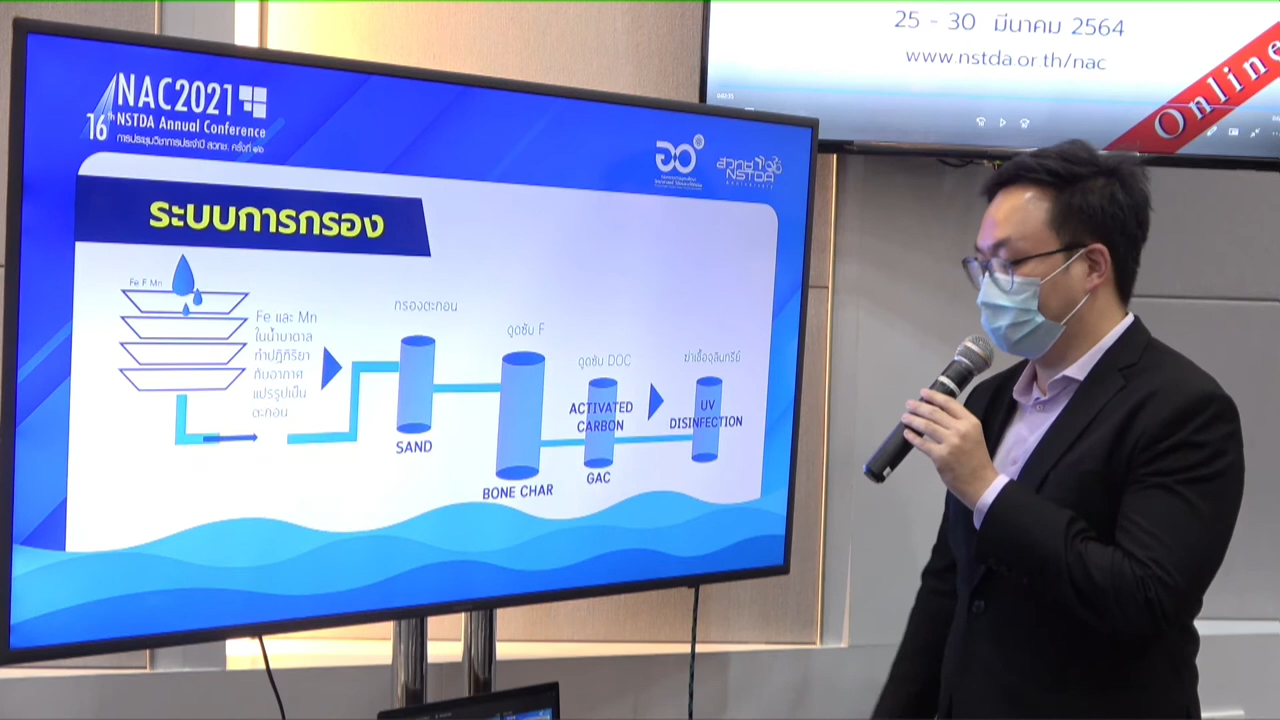 25 - 30 มีนาคม 2564
www.nstda.or.th/nac
Online
NAC2021
16th NSTDA Annual Conference
การประชุมวิชาการประจำปี สวทช. ครั้งที่ ๑๖
อว
สวทช
NSTDA
Anniversary
ระบบการกรอง
Fe F Mn
Fe และ Mn
ในน้ำบาดาล
ทำปฏิกิริยา
กับอากาศ
แปรรูปเป็น
ตะกอน
กรองตะกอน
SAND
ดูดซับ F
BONE CHAR
ดูดซับ DOC
ACTIVATED
CARBON
GAC
ฆ่าเชื้อจุลินทรีย์
UV
DISINFECTION